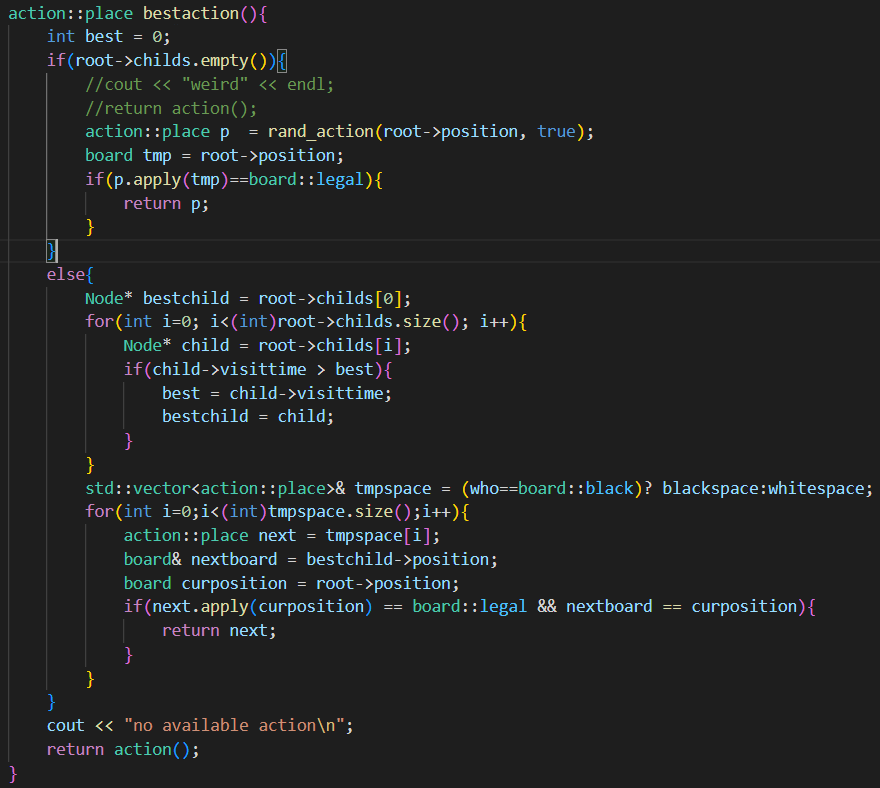 action::place bestaction(){
    int best = 0;
    if(root->childs.empty()){
        //cout << "weird" << endl;
        //return action();
        action::place p  = rand_action(root->position, true);
        board tmp = root->position;
        if(p.apply(tmp)==board::legal){
            return p;
        }
    }
    else{
        Node* bestchild = root->childs[0];
        for(int i=0; i<(int)root->childs.size(); i++){
            Node* child = root->childs[i];
            if(child->visittime > best){
                best = child->visittime;
                bestchild = child;
            }
        }
        std::vector<action::place>& tmpspace = (who==board::black)? blackspace:whitespace;
        for(int i=0;i<(int)tmpspace.size();i++){
            action::place next = tmpspace[i];
            board& nextboard = bestchild->position;
            board curposition = root->position;
            if(next.apply(curposition) == board::legal && nextboard == curposition){
                return next;
            }
        }
    }
    cout << "no available action\n";
    return action();
}